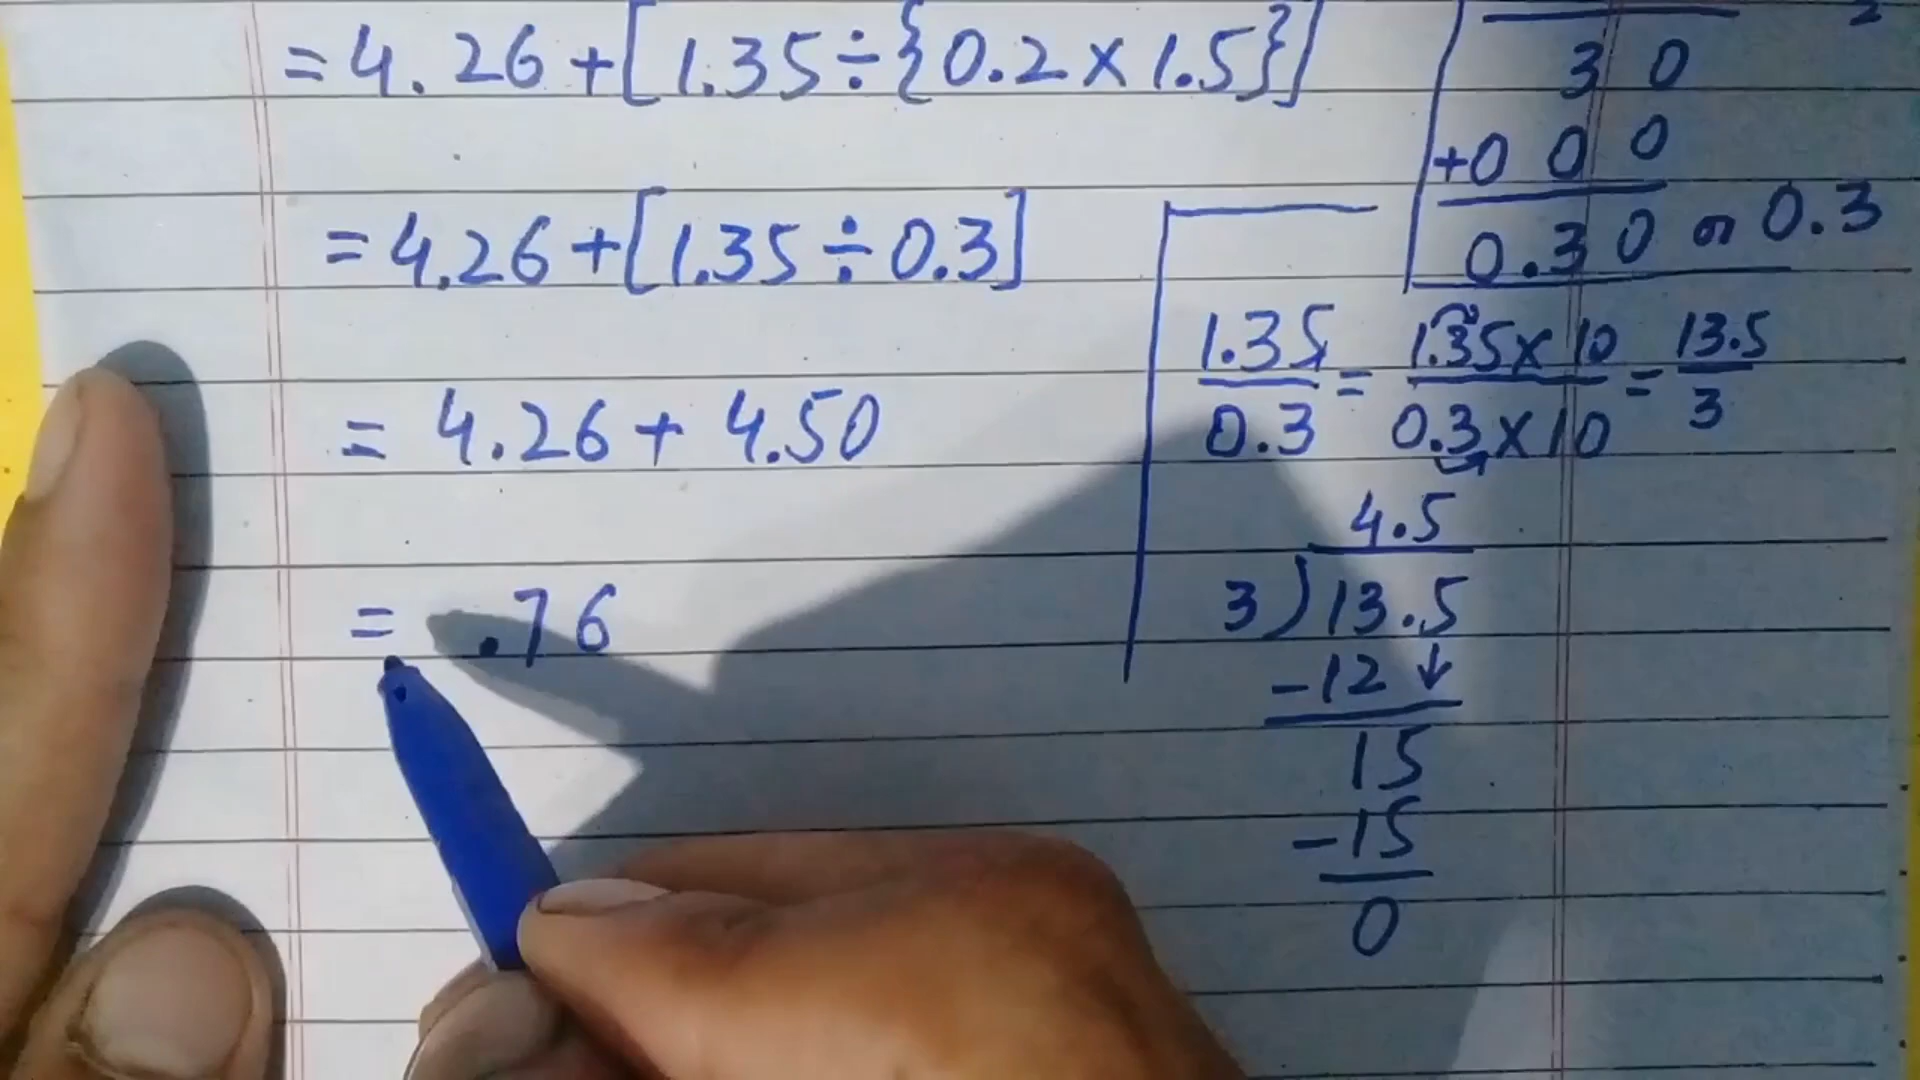 = 4.26 + [1.35 ÷ {0.2 × 1.5}]
= 4.26 + [1.35 ÷ 0.3]
= 4.26 + 4.50
= .76
2
3 0
+0 0 0
0.3 0 or 0.3
1.35/0.3 = 1.35×10/0.3×10 = 13.5/3
4.5
3 ) 13.5
-12 ↓
15
-15
0